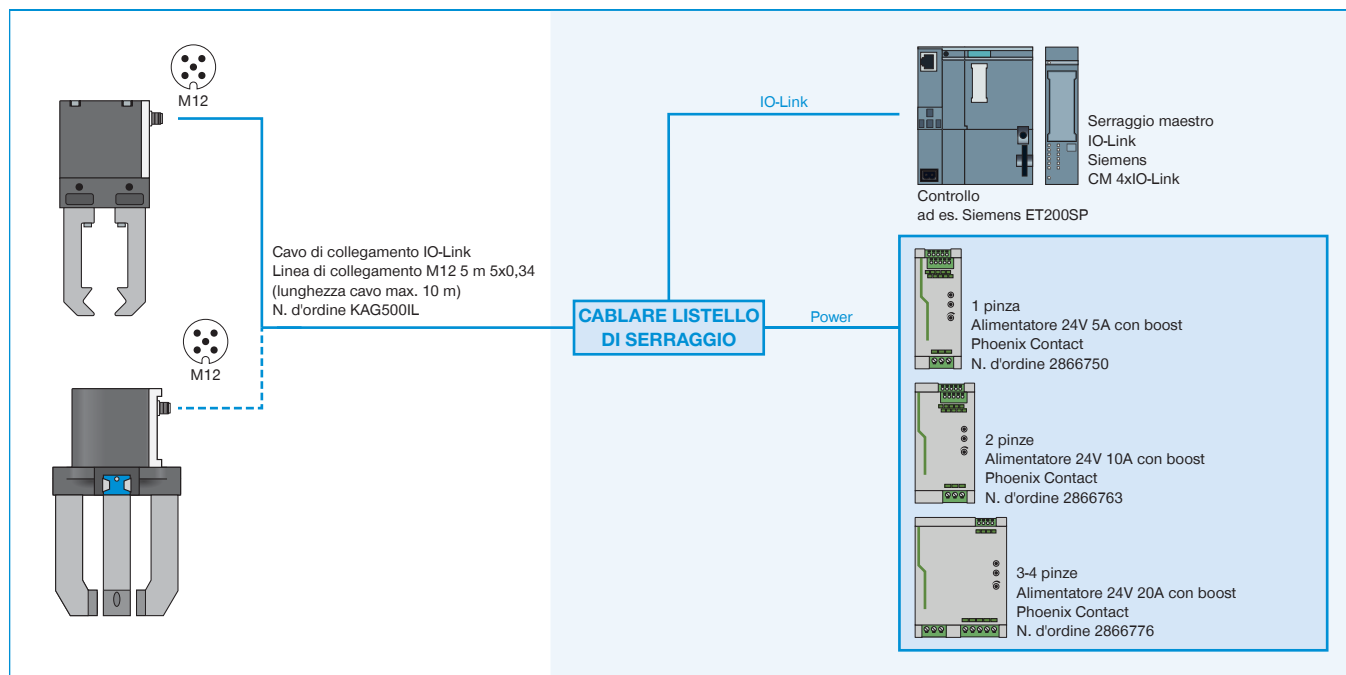 M12
Cavo di collegamento IO-Link
Linea di collegamento M12 5 m 5x0,34
(lunghezza cavo max. 10 m)
N. d'ordine KAG500IL
M12
CABLARE LISTELLO
DI SERRAGGIO
IO-Link
Power
Serraggio maestro
IO-Link
Siemens
CM 4xIO-Link
Controllo
ad es. Siemens ET200SP
1 pinza
Alimentatore 24V 5A con boost
Phoenix Contact
N. d'ordine 2866750
2 pinze
Alimentatore 24V 10A con boost
Phoenix Contact
N. d'ordine 2866763
3-4 pinze
Alimentatore 24V 20A con boost
Phoenix Contact
N. d'ordine 2866776